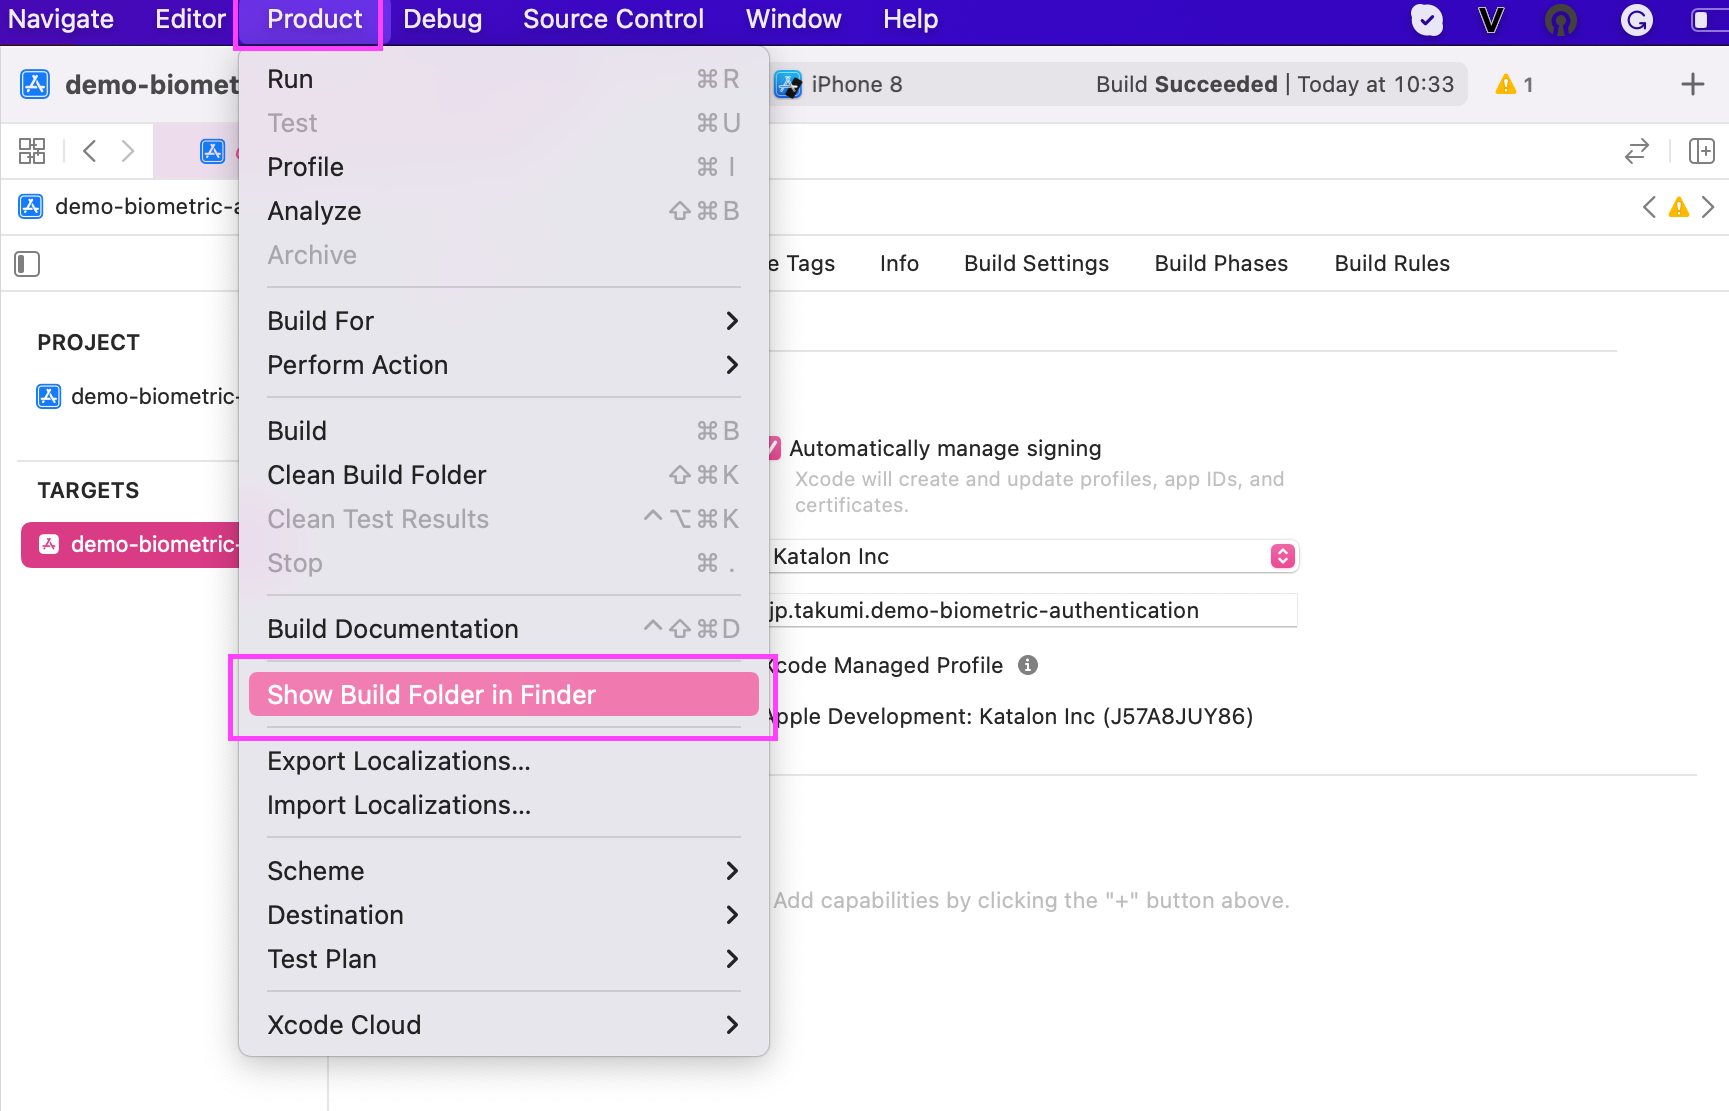 Navigate Editor Product Debug Source Control Window Help
demo-biomet
iPhone 8
Build Succeeded | Today at 10:33
1
demo-biometric-a
e Tags Info Build Settings Build Phases Build Rules
PROJECT
demo-biometric-
TARGETS
demo-biometric-
Run ⌘R
Test ⌘U
Profile ⌘I
Analyze ⇧⌘B
Archive
Build For
Perform Action
Build ⌘B
Clean Build Folder ⇧⌘K
Clean Test Results ^⌥⌘K
Stop ⌘.
Build Documentation ^⇧⌘D
Show Build Folder in Finder
Export Localizations...
Import Localizations...
Scheme
Destination
Test Plan
Xcode Cloud
Automatically manage signing
Xcode will create and update profiles, app IDs, and
certificates.
Katalon Inc
jp.takumi.demo-biometric-authentication
Xcode Managed Profile
Apple Development: Katalon Inc (J57A8JUY86)
Add capabilities by clicking the "+" button above.